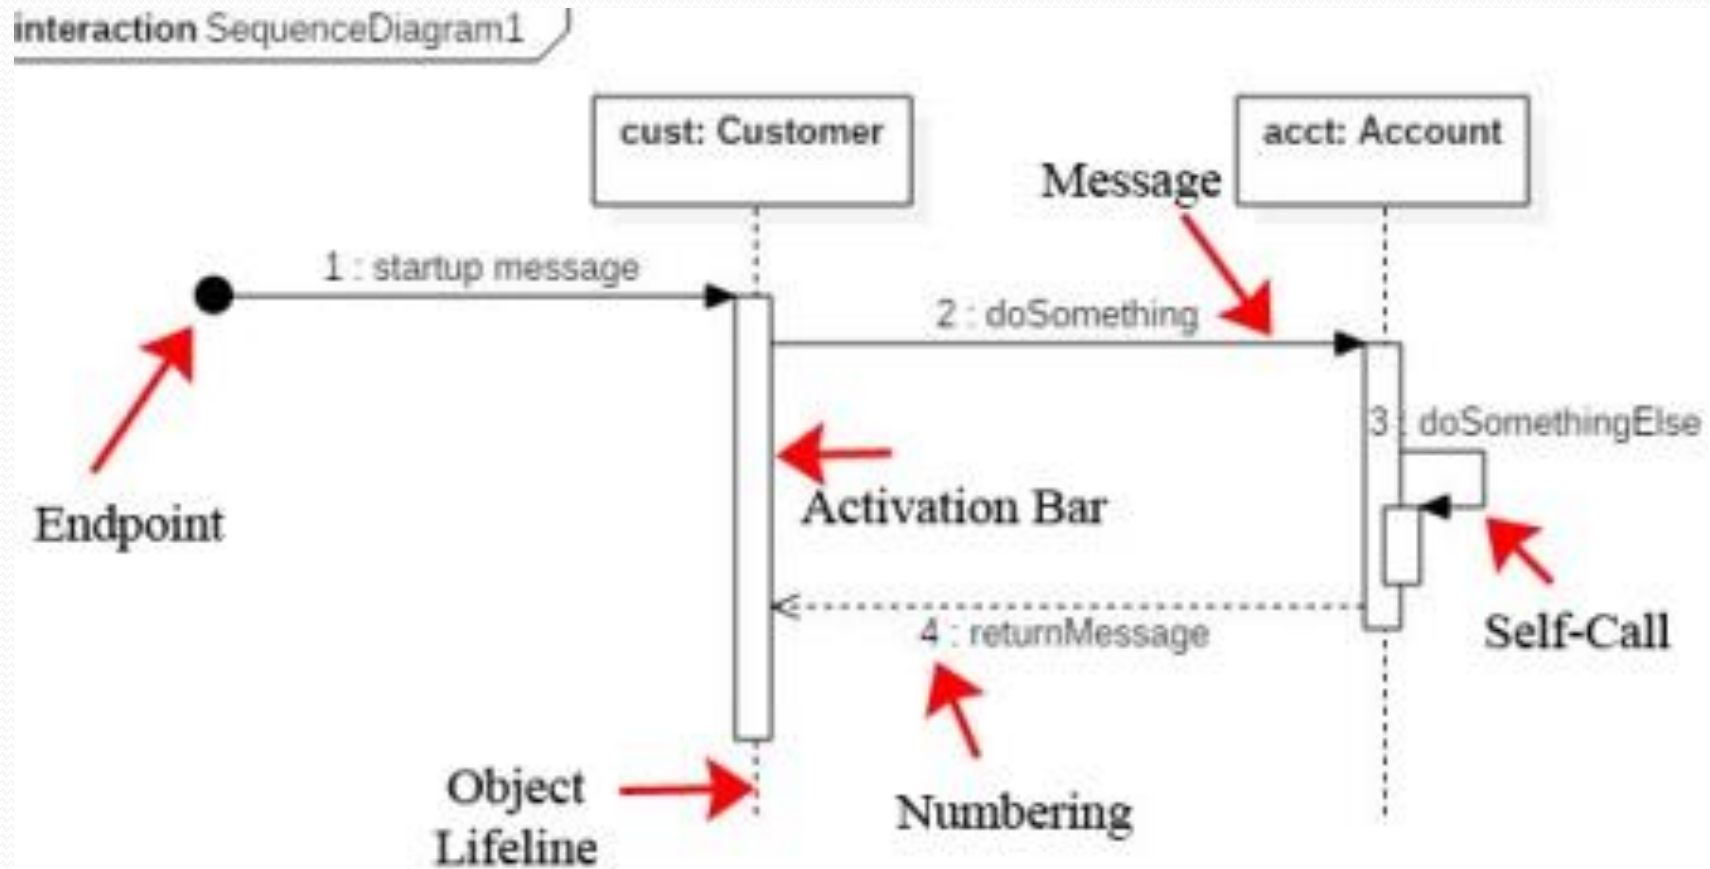 interaction SequenceDiagram1
cust: Customer
acct: Account
Message
1 : startup message
2 : doSomething
3 : doSomethingElse
Endpoint
Activation Bar
4 : returnMessage
Self-Call
Object
Lifeline
Numbering